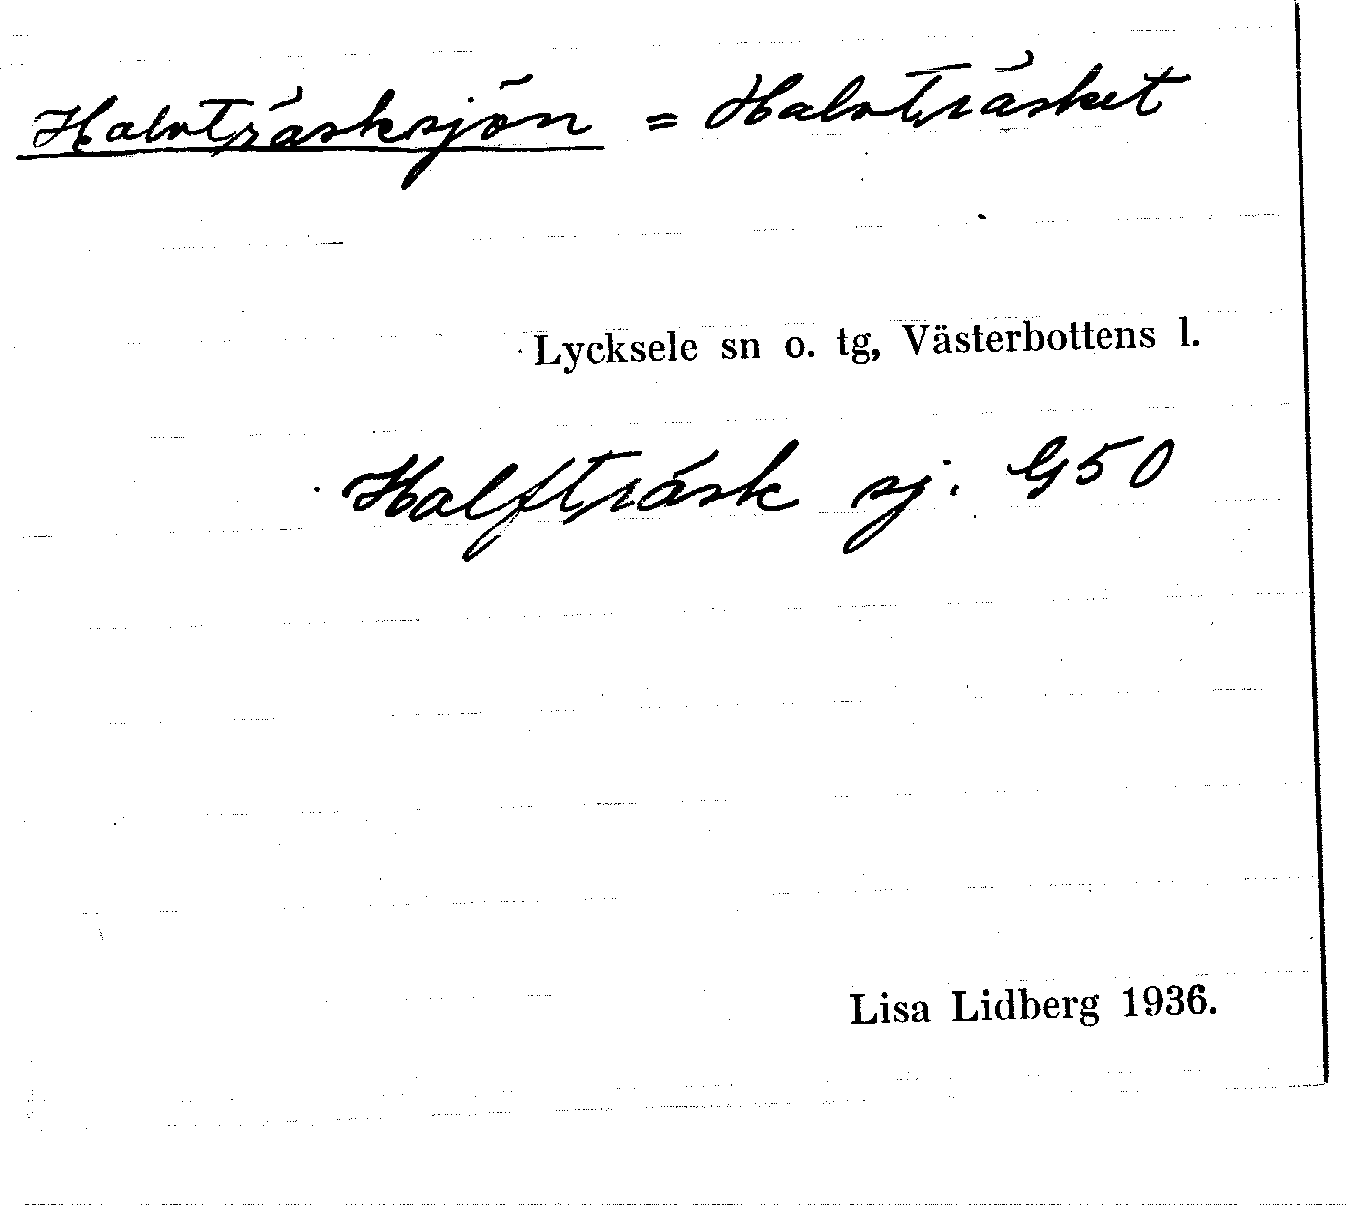 Halvträsksjön = Halvträsket
Lycksele sn o. tg, Västerbottens l.
Halfträsk sj. G50
Lisa Lidberg 1936.